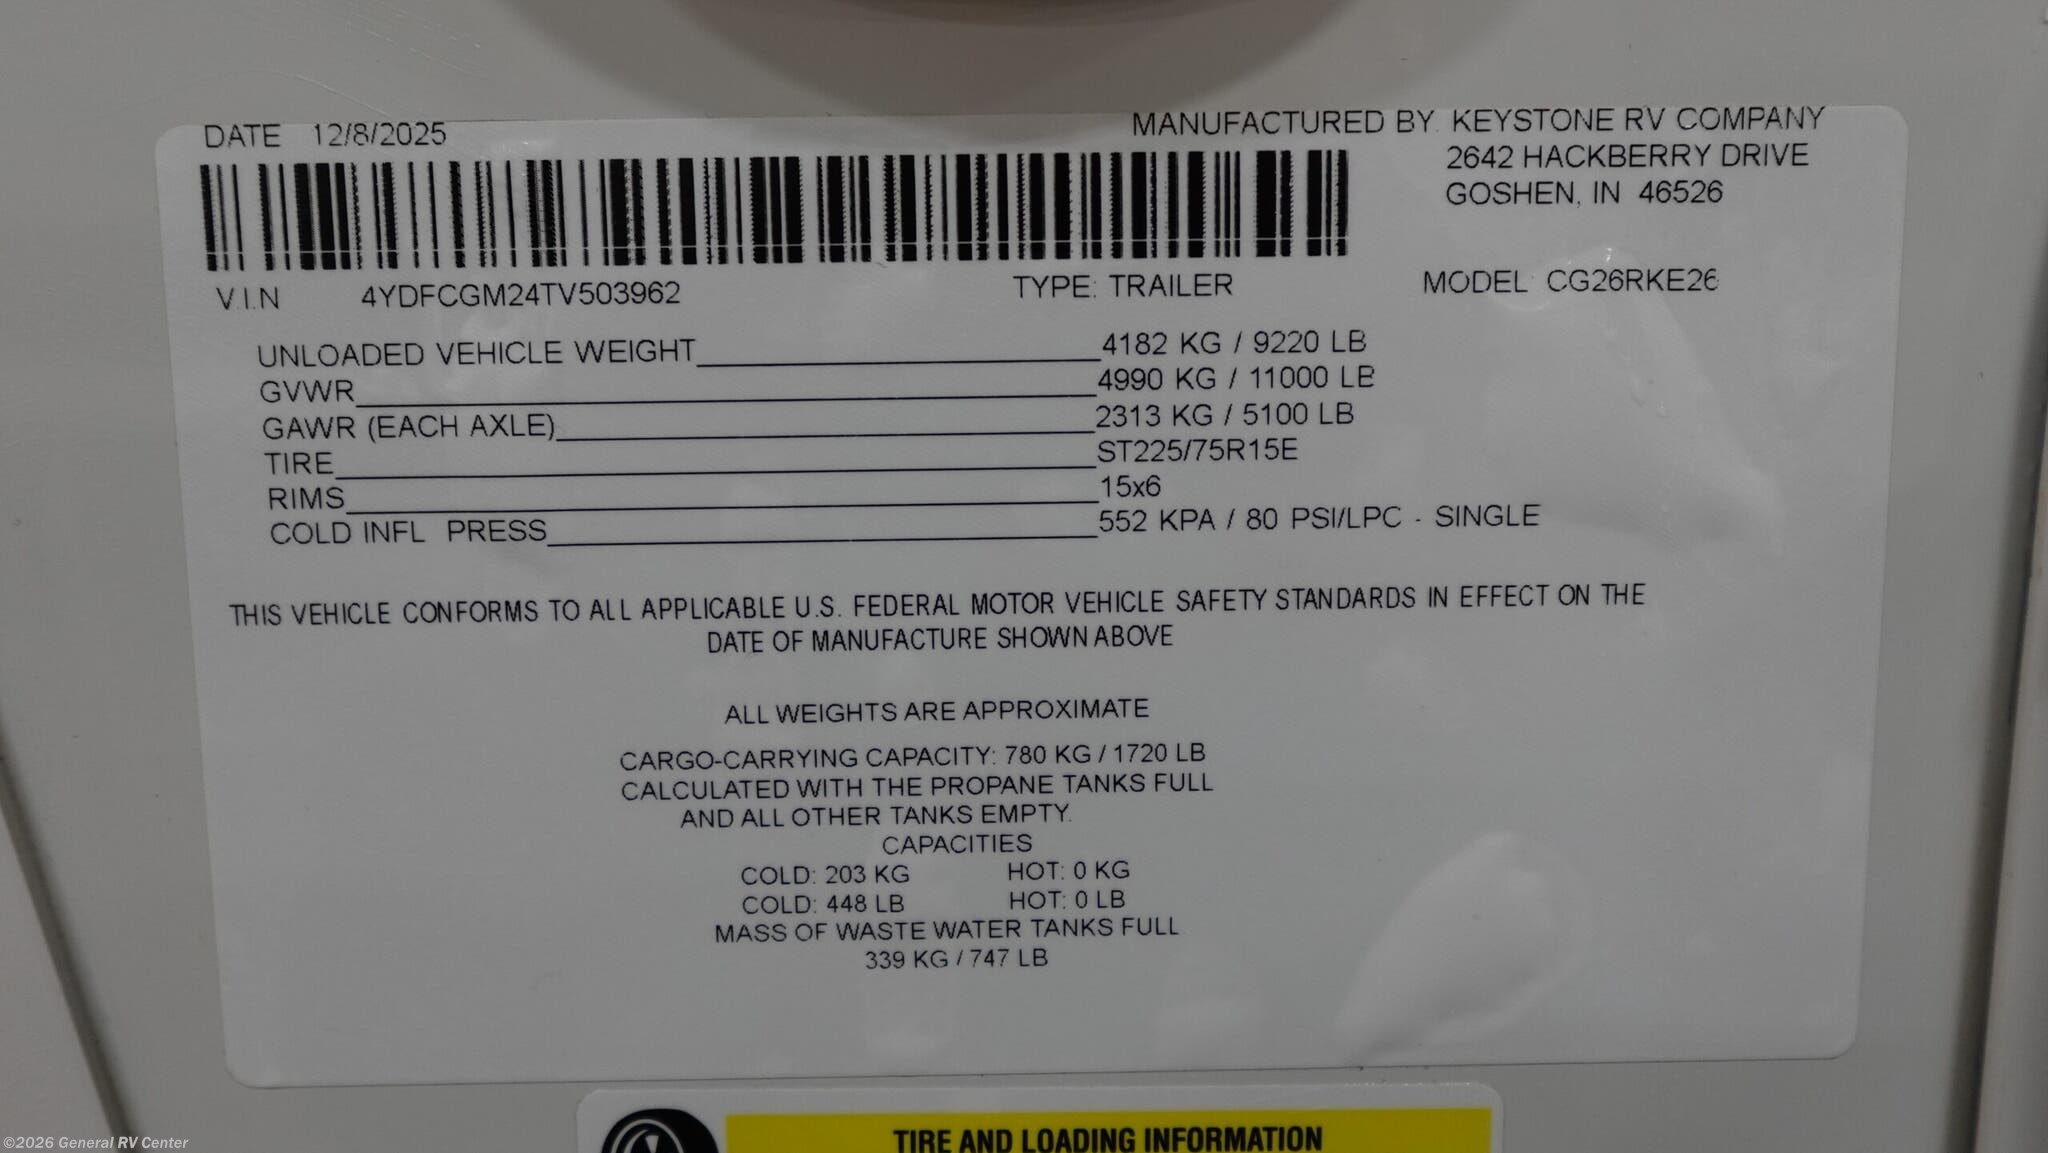 DATE 12/8/2025
MANUFACTURED BY: KEYSTONE RV COMPANY
2642 HACKBERRY DRIVE
GOSHEN, IN 46526
V.I.N 4YDFCGM24TV503962 TYPE: TRAILER MODEL: CG26RKE26
UNLOADED VEHICLE WEIGHT 4182 KG / 9220 LB
GVWR 4990 KG / 11000 LB
GAWR (EACH AXLE) 2313 KG / 5100 LB
TIRE ST225/75R15E
RIMS 15x6
COLD INFL. PRESS 552 KPA / 80 PSI/LPC - SINGLE
THIS VEHICLE CONFORMS TO ALL APPLICABLE U.S. FEDERAL MOTOR VEHICLE SAFETY STANDARDS IN EFFECT ON THE
DATE OF MANUFACTURE SHOWN ABOVE
ALL WEIGHTS ARE APPROXIMATE
CARGO-CARRYING CAPACITY: 780 KG / 1720 LB
CALCULATED WITH THE PROPANE TANKS FULL
AND ALL OTHER TANKS EMPTY.
CAPACITIES
COLD: 203 KG HOT: 0 KG
COLD: 448 LB HOT: 0 LB
MASS OF WASTE WATER TANKS FULL
339 KG / 747 LB
TIRE AND LOADING INFORMATION
©2026 General RV Center